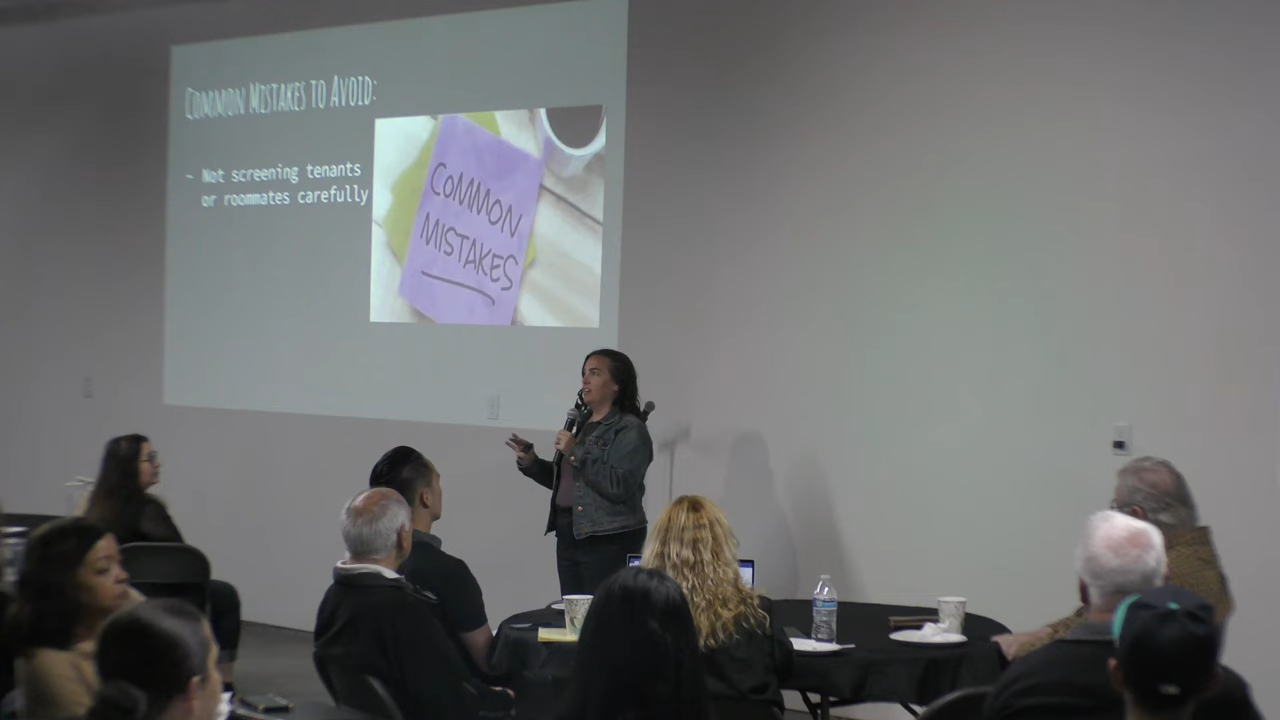 Common Mistakes to Avoid:
~ Not screening tenants
or roommates carefully
COMMON
MISTAKES